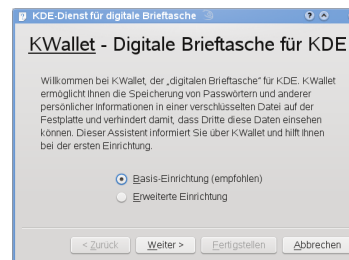 KDE-Dienst für digitale Brieftasche
KWallet - Digitale Brieftasche für KDE
Willkommen bei KWallet, der „digitalen Brieftasche“ für KDE. KWallet
ermöglicht Ihnen die Speicherung von Passwörtern und anderer
persönlicher Informationen in einer verschlüsselten Datei auf der
Festplatte und verhindert damit, dass Dritte diese Daten einsehen
können. Dieser Assistent informiert Sie über KWallet und hilft Ihnen
bei der ersten Einrichtung.
Basis-Einrichtung (empfohlen)
Erweiterte Einrichtung
< Zurück
Weiter >
Fertigstellen
Abbrechen